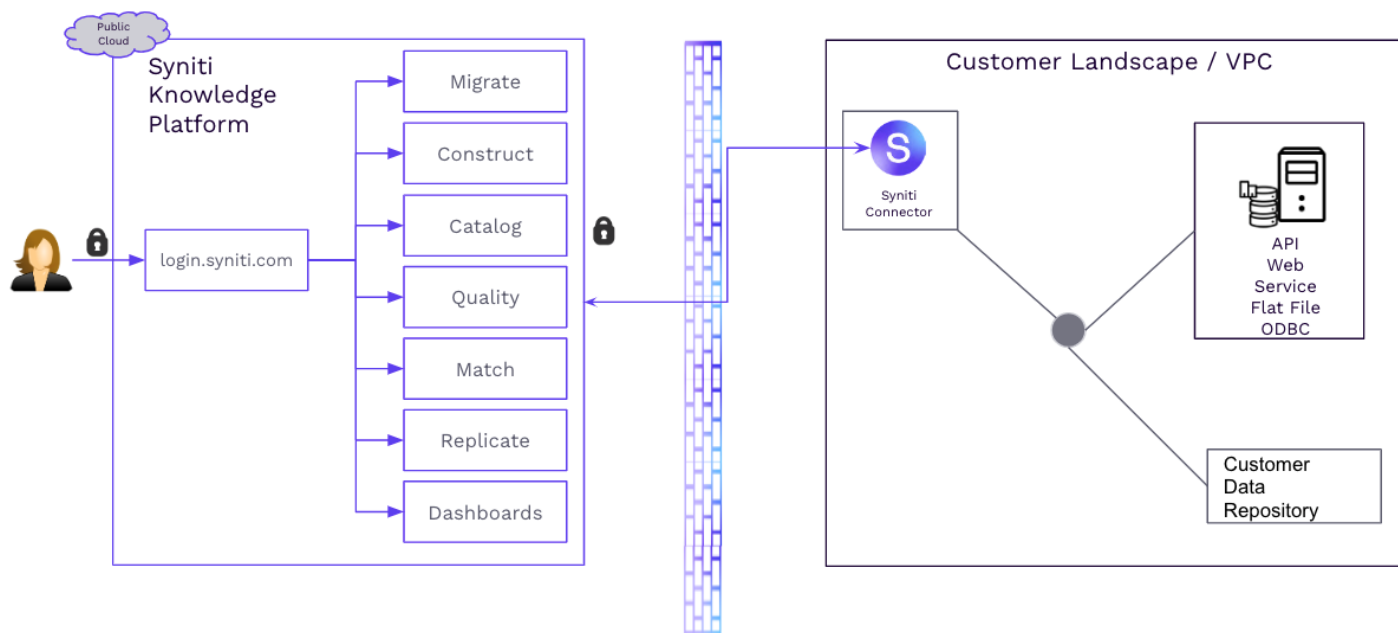 Public
Cloud
Syniti
Knowledge
Platform
login.syniti.com
Migrate
Construct
Catalog
Quality
Match
Replicate
Dashboards
Customer Landscape / VPC
S
Syniti
Connector
API
Web
Service
Flat File
ODBC
Customer
Data
Repository